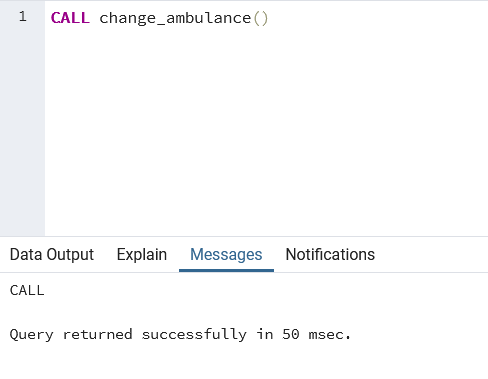 1 CALL change_ambulance()
Data Output Explain Messages Notifications
CALL
Query returned successfully in 50 msec.